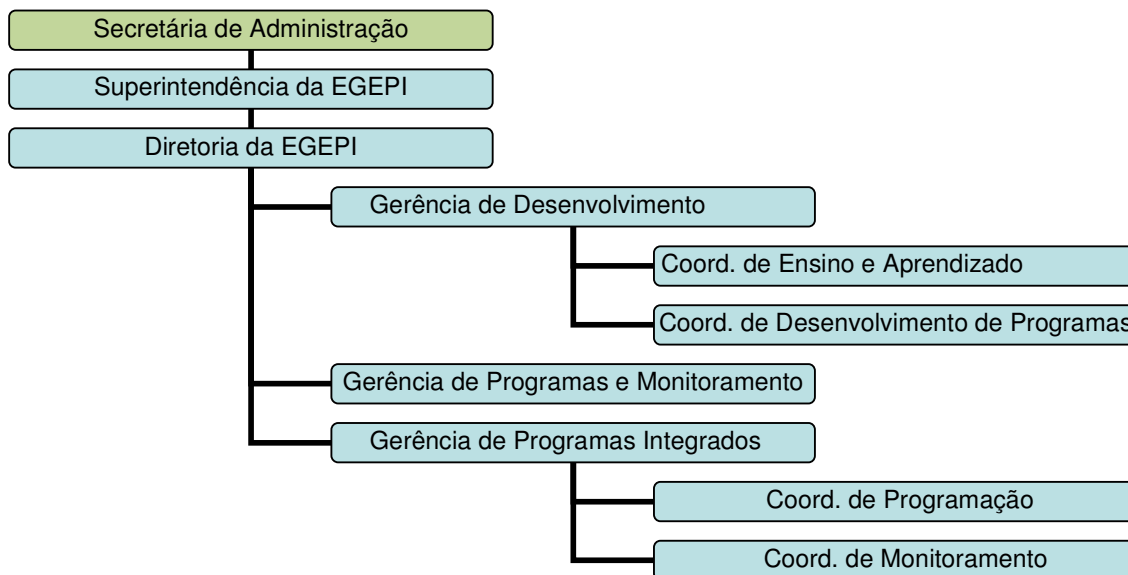 Secretária de Administração
Superintendência da EGEPI
Diretoria da EGEPI
Gerência de Desenvolvimento
Coord. de Ensino e Aprendizado
Coord. de Desenvolvimento de Programas
Gerência de Programas e Monitoramento
Gerência de Programas Integrados
Coord. de Programação
Coord. de Monitoramento